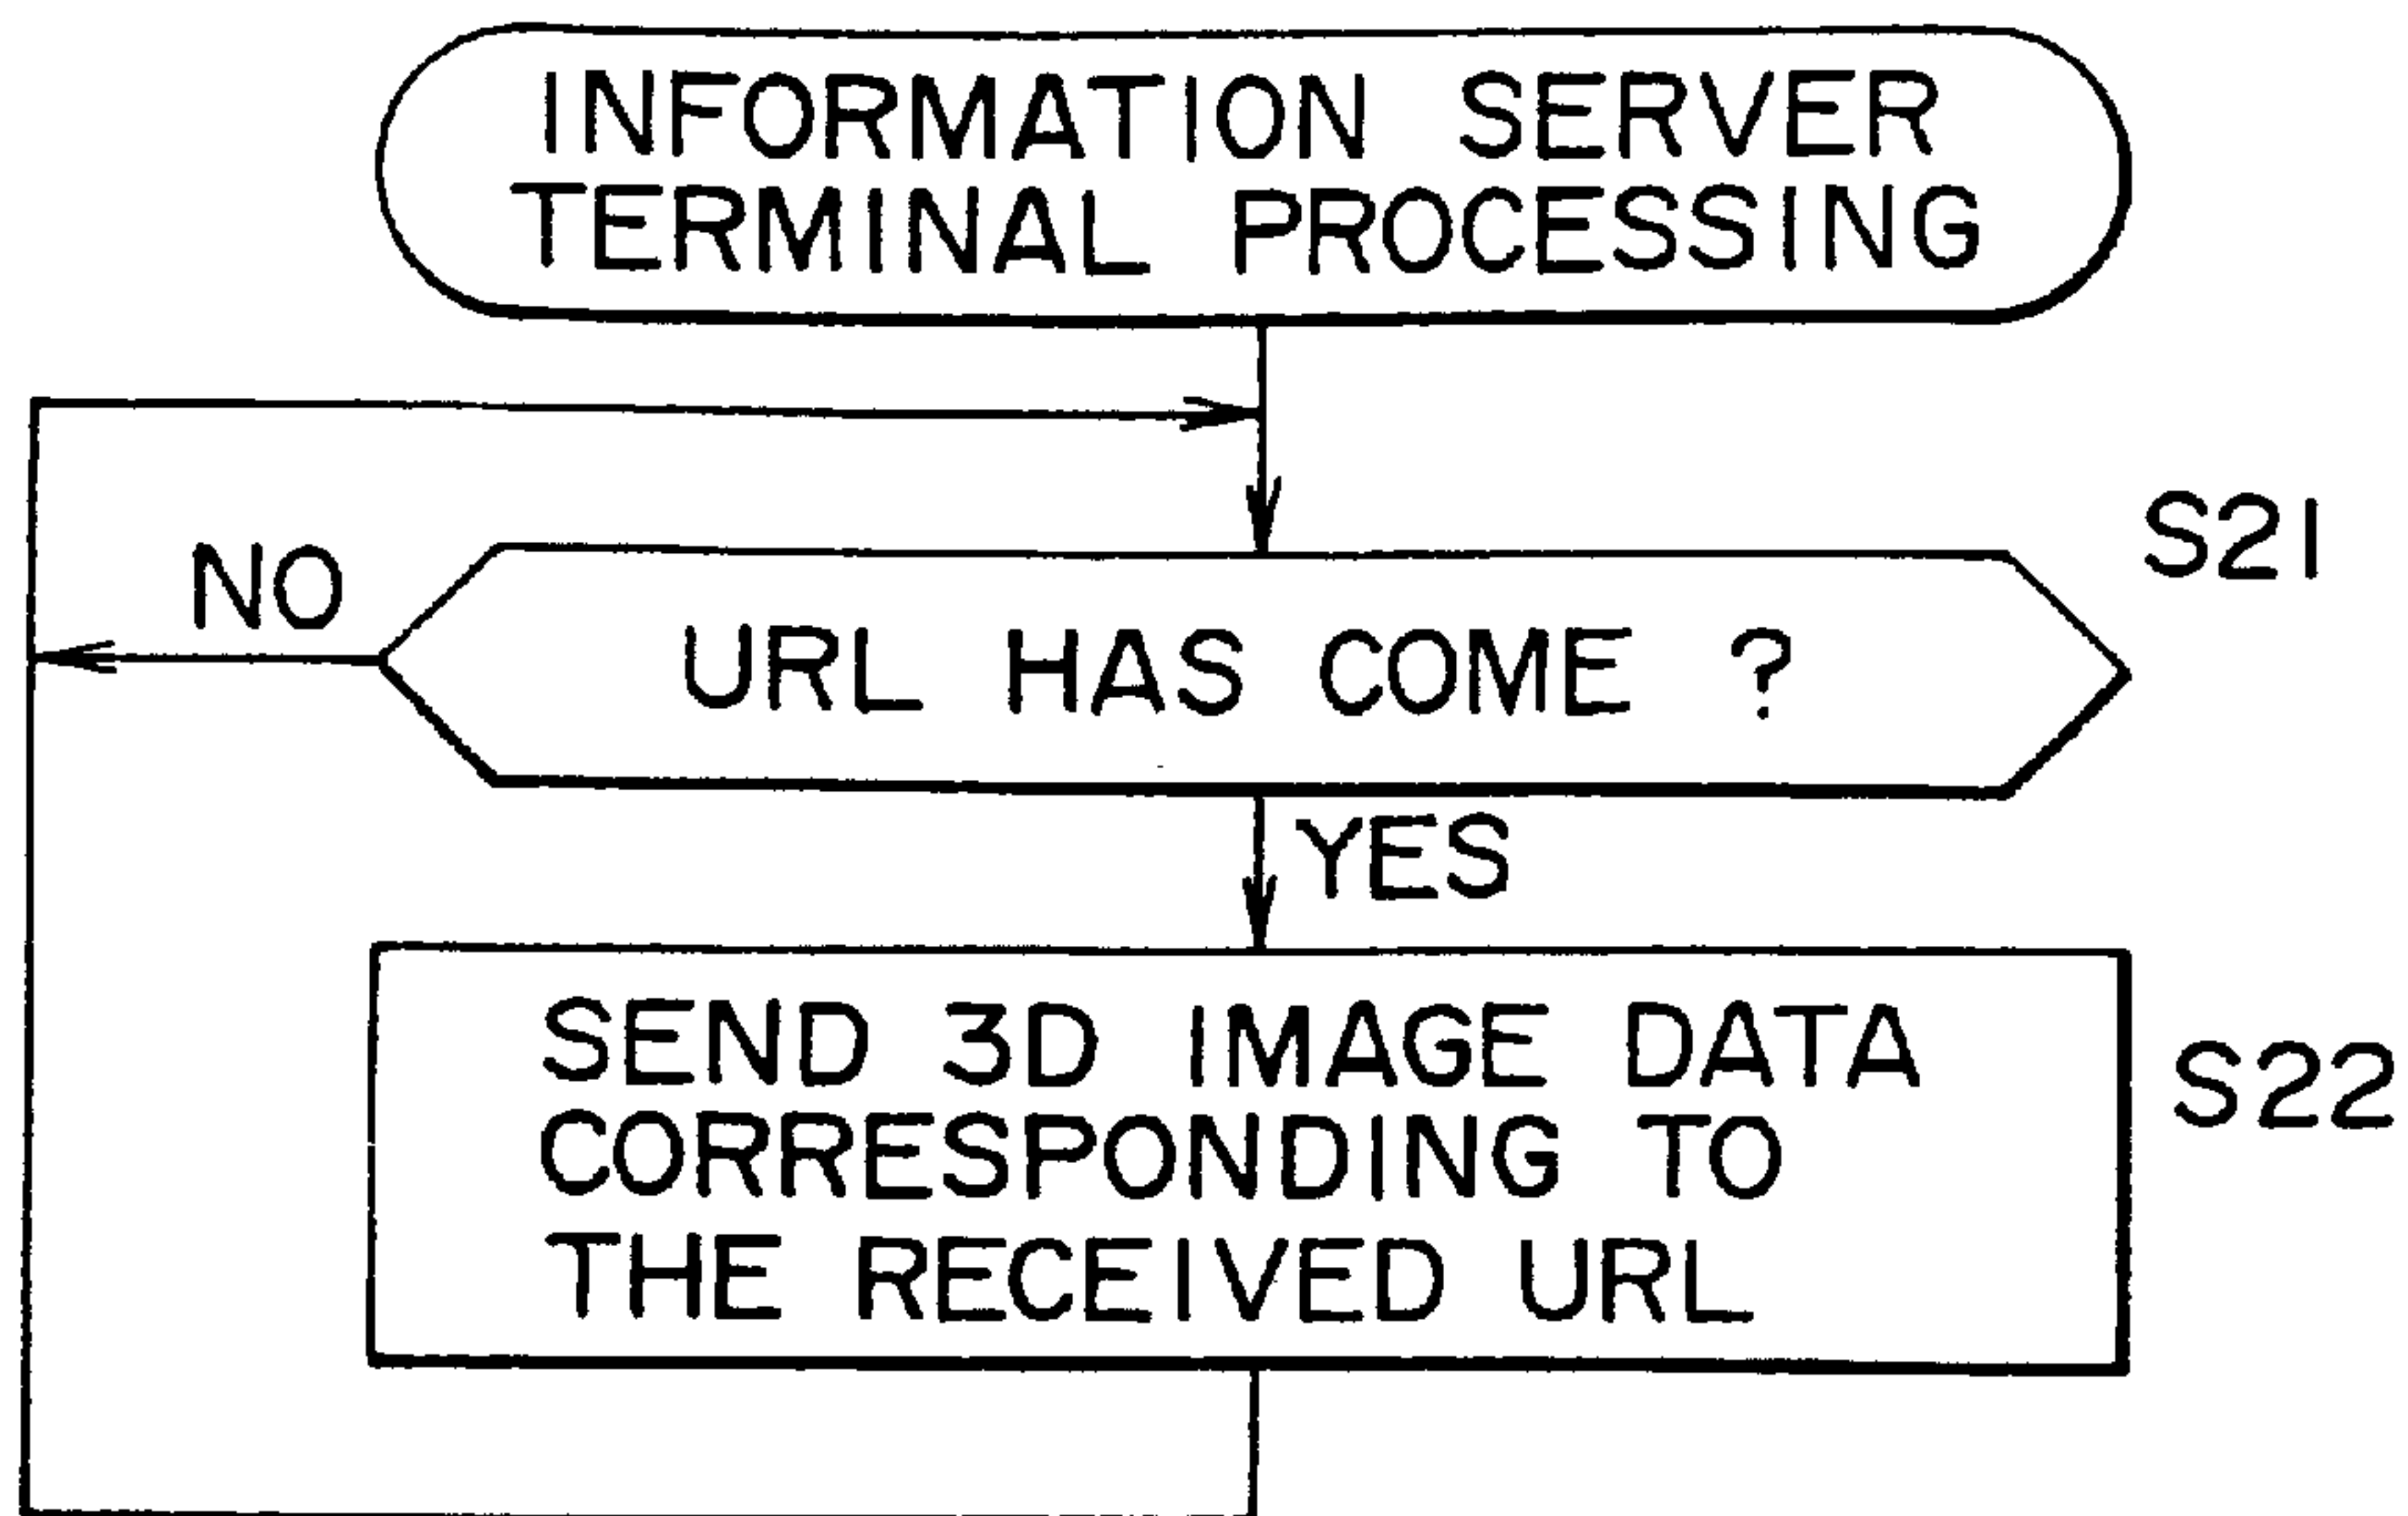 INFORMATION SERVER
TERMINAL PROCESSING
S21
NO
URL HAS COME ?
YES
SEND 3D IMAGE DATA
CORRESPONDING TO
THE RECEIVED URL
S22